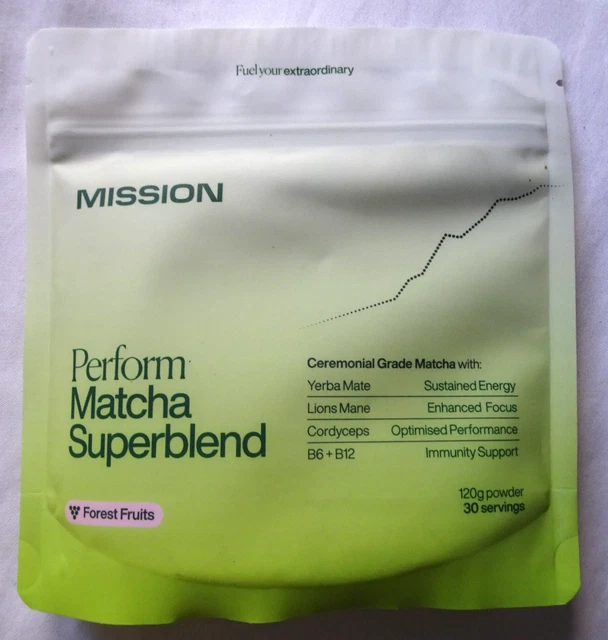 Fuel your extraordinary
MISSION
Perform
Matcha
Superblend
Forest Fruits
Ceremonial Grade Matcha with:
Yerba Mate Sustained Energy
Lions Mane Enhanced Focus
Cordyceps Optimised Performance
B6 + B12 Immunity Support
120g powder
30 servings